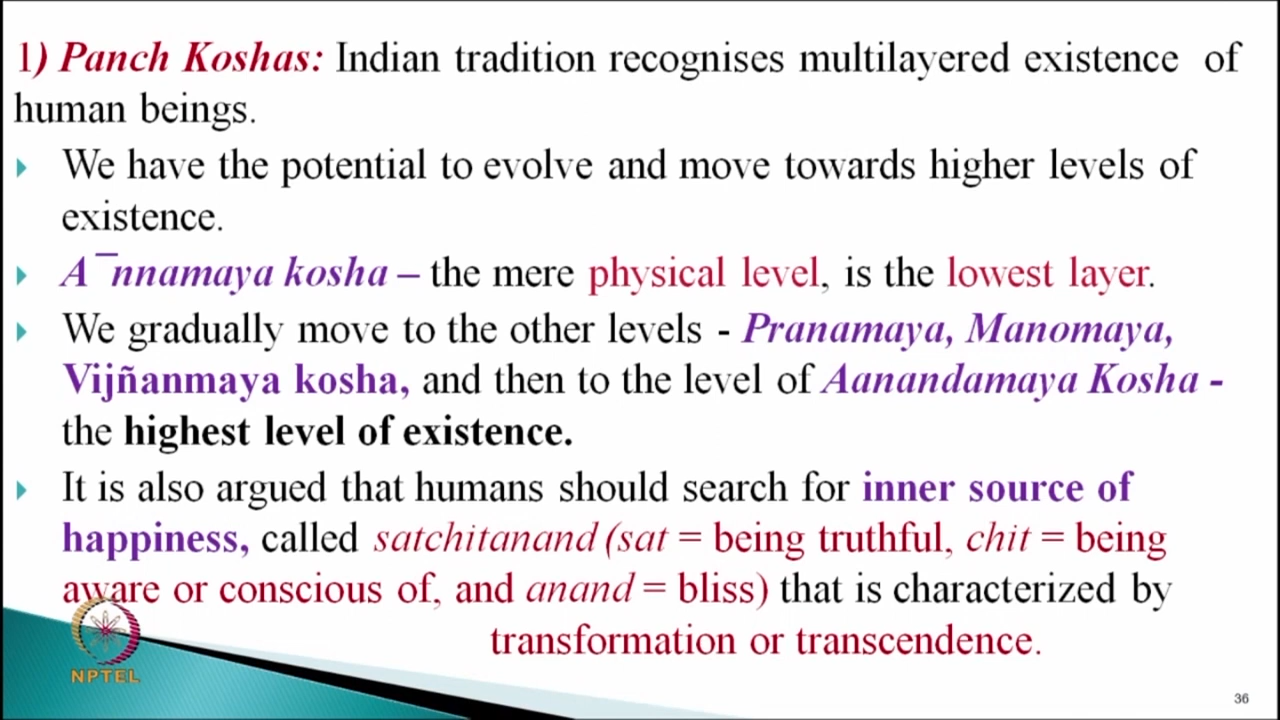 1) Panch Koshas: Indian tradition recognises multilayered existence of
human beings.
We have the potential to evolve and move towards higher levels of
existence.
A¯nnamaya kosha – the mere physical level, is the lowest layer.
We gradually move to the other levels - Pranamaya, Manomaya,
Vijñanmaya kosha, and then to the level of Aanandamaya Kosha -
the highest level of existence.
It is also argued that humans should search for inner source of
happiness, called satchitanand (sat = being truthful, chit = being
aware or conscious of, and anand = bliss) that is characterized by
transformation or transcendence.
NPTEL
36